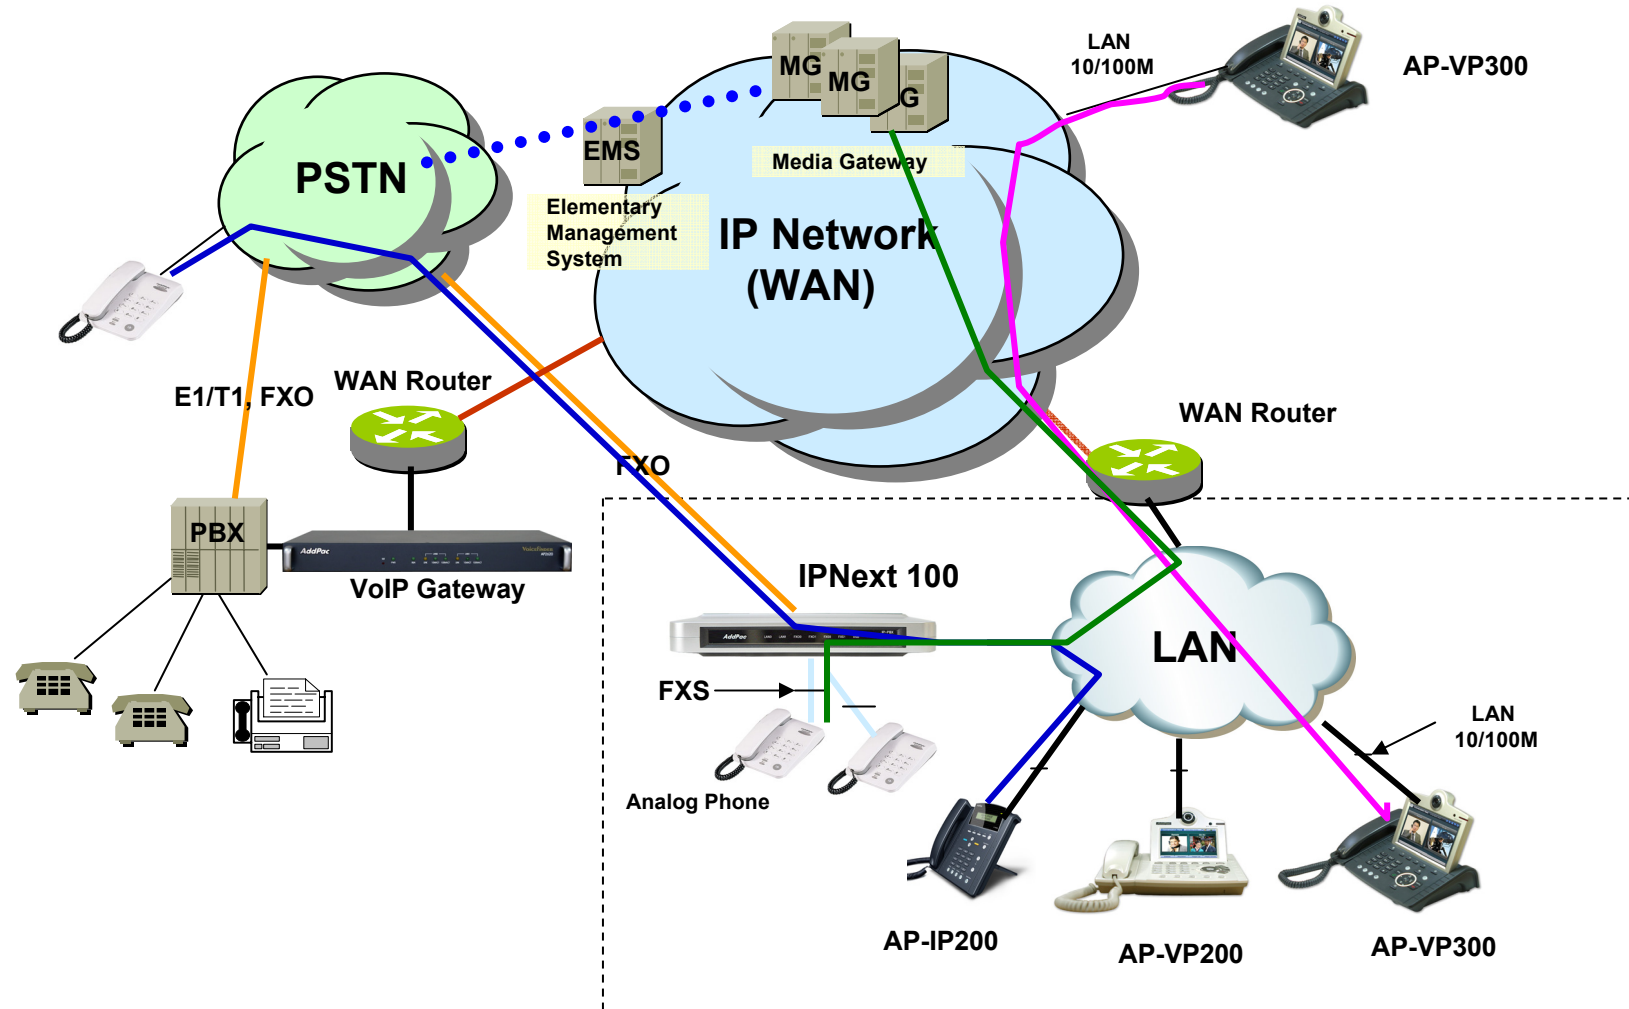 LAN
10/100M
AP-VP300
MG
MG
G
EMS
PSTN
Media Gateway
Elementary
Management
System
IP Network
(WAN)
WAN Router
E1/T1, FXO
WAN Router
FXO
PBX
AddPac
VoIP Gateway
IPNext 100
AddPac
LAN
FXS
LAN
10/100M
Analog Phone
AP-IP200
AP-VP200
AP-VP300